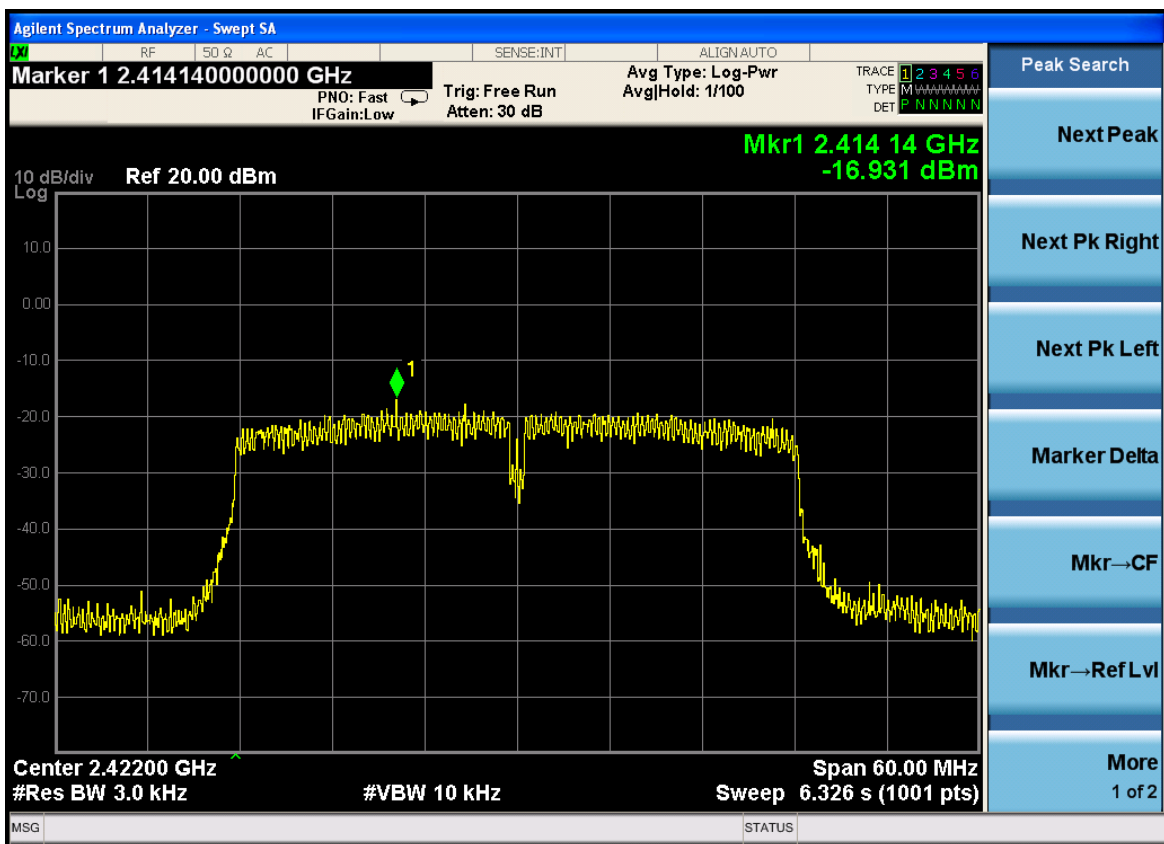 Agilent Spectrum Analyzer - Swept SA
LXI RF 50 Ω AC SENSE:INT ALIGN AUTO
Marker 1 2.414140000000 GHz
PNO: Fast
IFGain:Low
Trig: Free Run
Atten: 30 dB
Avg Type: Log-Pwr
Avg|Hold: 1/100
TRACE 1 2 3 4 5 6
TYPE M
DET P N N N N N
Mkr1 2.414 14 GHz
-16.931 dBm
10 dB/div Ref 20.00 dBm
Log
10.0
0.00
-10.0
-20.0
-30.0
-40.0
-50.0
-60.0
-70.0
1
Center 2.42200 GHz Span 60.00 MHz
#Res BW 3.0 kHz #VBW 10 kHz Sweep 6.326 s (1001 pts)
MSG STATUS
Peak Search
Next Peak
Next Pk Right
Next Pk Left
Marker Delta
Mkr→CF
Mkr→Ref Lvl
More
1 of 2